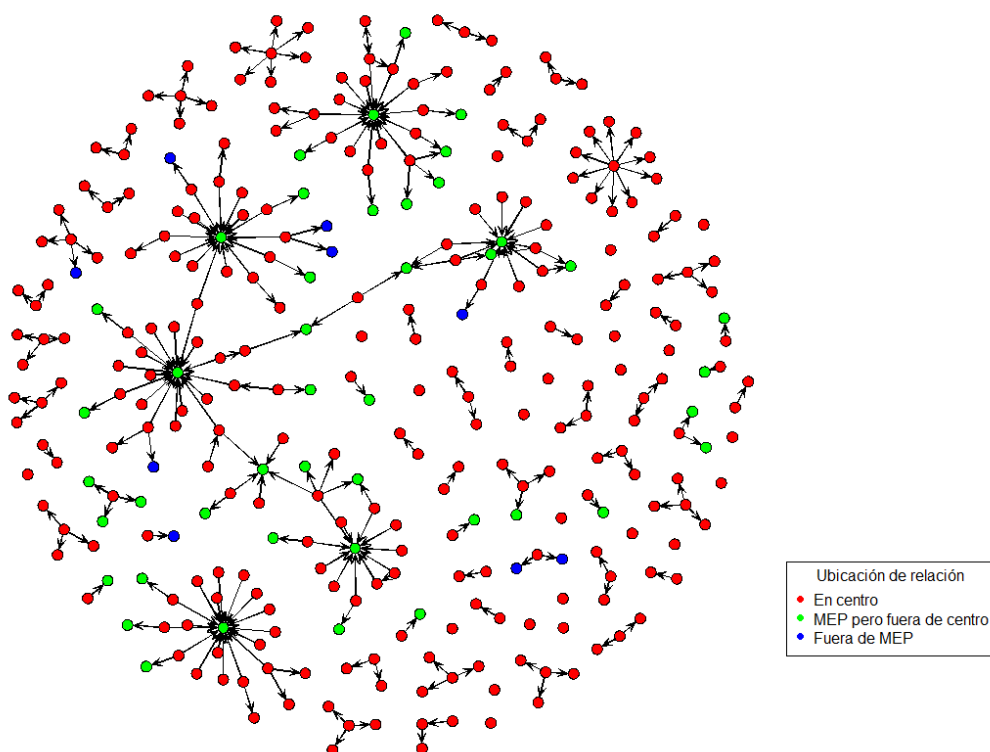 Ubicación de relación
En centro
MEP pero fuera de centro
Fuera de MEP